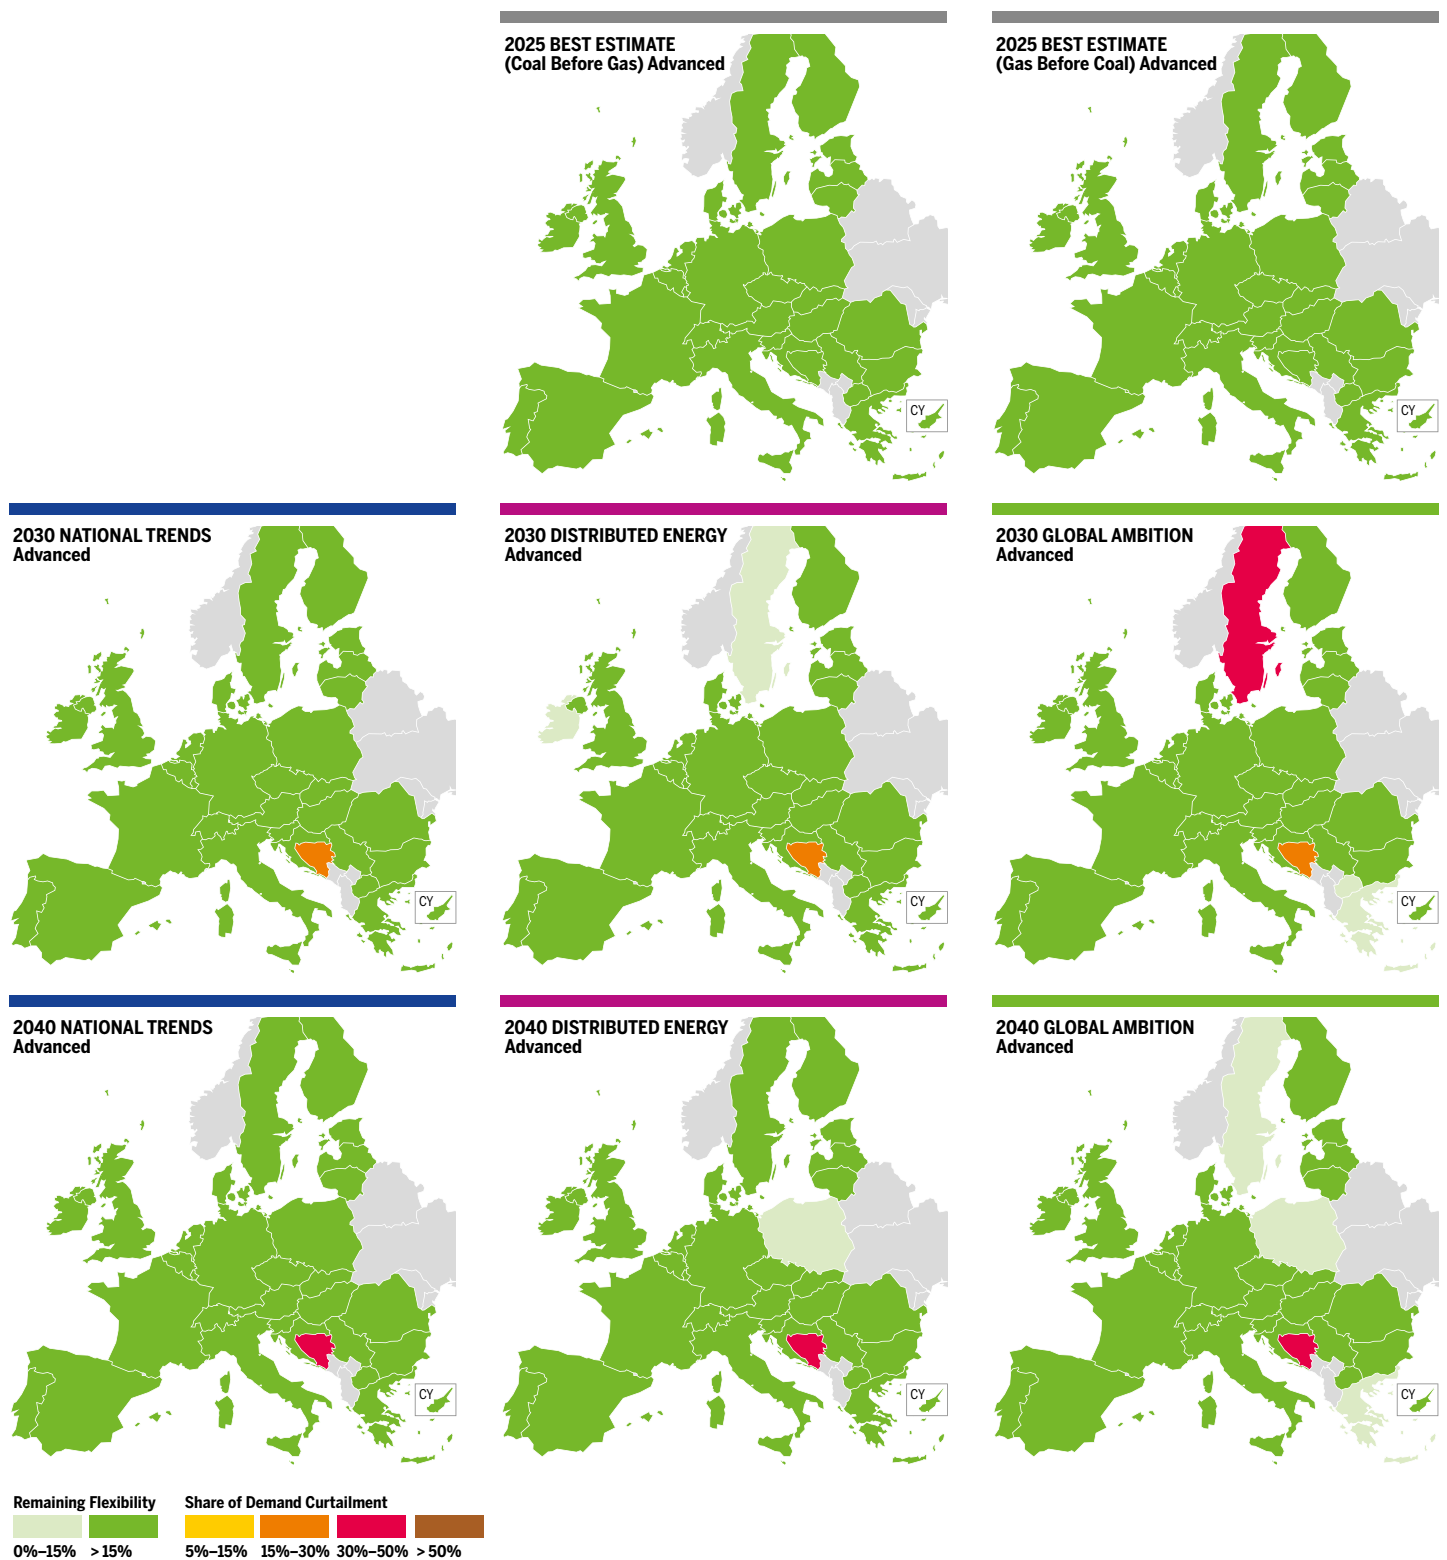 2025 BEST ESTIMATE
(Coal Before Gas) Advanced
CY
2025 BEST ESTIMATE
(Gas Before Coal) Advanced
CY
2030 NATIONAL TRENDS
Advanced
CY
2030 DISTRIBUTED ENERGY
Advanced
CY
2030 GLOBAL AMBITION
Advanced
CY
2040 NATIONAL TRENDS
Advanced
CY
2040 DISTRIBUTED ENERGY
Advanced
CY
2040 GLOBAL AMBITION
Advanced
CY
Remaining Flexibility
0%–15% > 15%
Share of Demand Curtailment
5%–15% 15%–30% 30%–50% > 50%